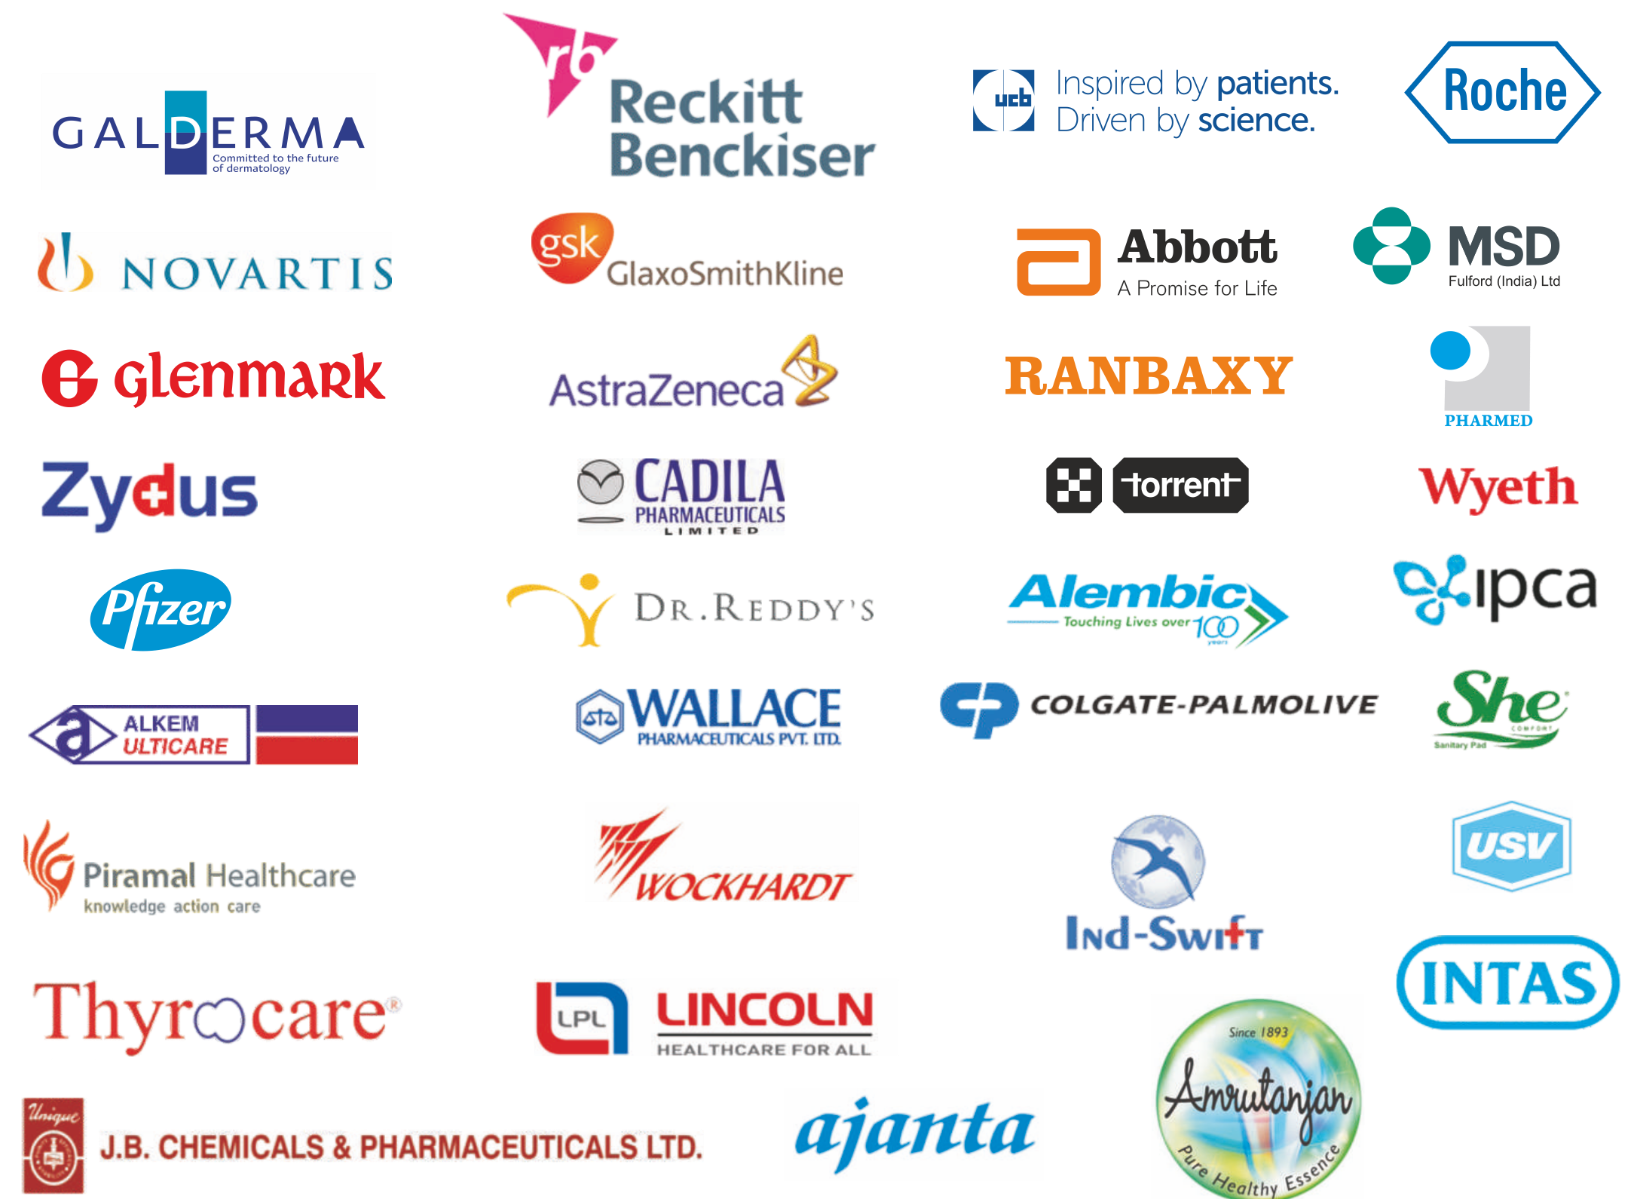 GALDERMA
Committed to the future
of dermatology
rb
Reckitt
Benckiser
ucb
Inspired by patients.
Driven by science.
Roche
NOVARTIS
gsk
GlaxoSmithKline
Abbott
A Promise for Life
MSD
Fulford (India) Ltd
glenmark
AstraZeneca
RANBAXY
PHARMED
Zydus
CADILA
PHARMACEUTICALS
LIMITED
torrent
Wyeth
Pfizer
DR.REDDY'S
Alembic
Touching Lives over 100
years
ipca
a
ALKEM
ULTICARE
WALLACE
PHARMACEUTICALS PVT. LTD.
CP
COLGATE-PALMOLIVE
She
COMFORT
Sanitary Pad
Piramal Healthcare
knowledge action care
WOCKHARDT
IND-SWIFT
USV
Thyrocare®
LPL
LINCOLN
HEALTHCARE FOR ALL
INTAS
Unique
J.B. CHEMICALS & PHARMACEUTICALS LTD.
ajanta
Since 1893
Amrutanjan
Pure Healthy Essence